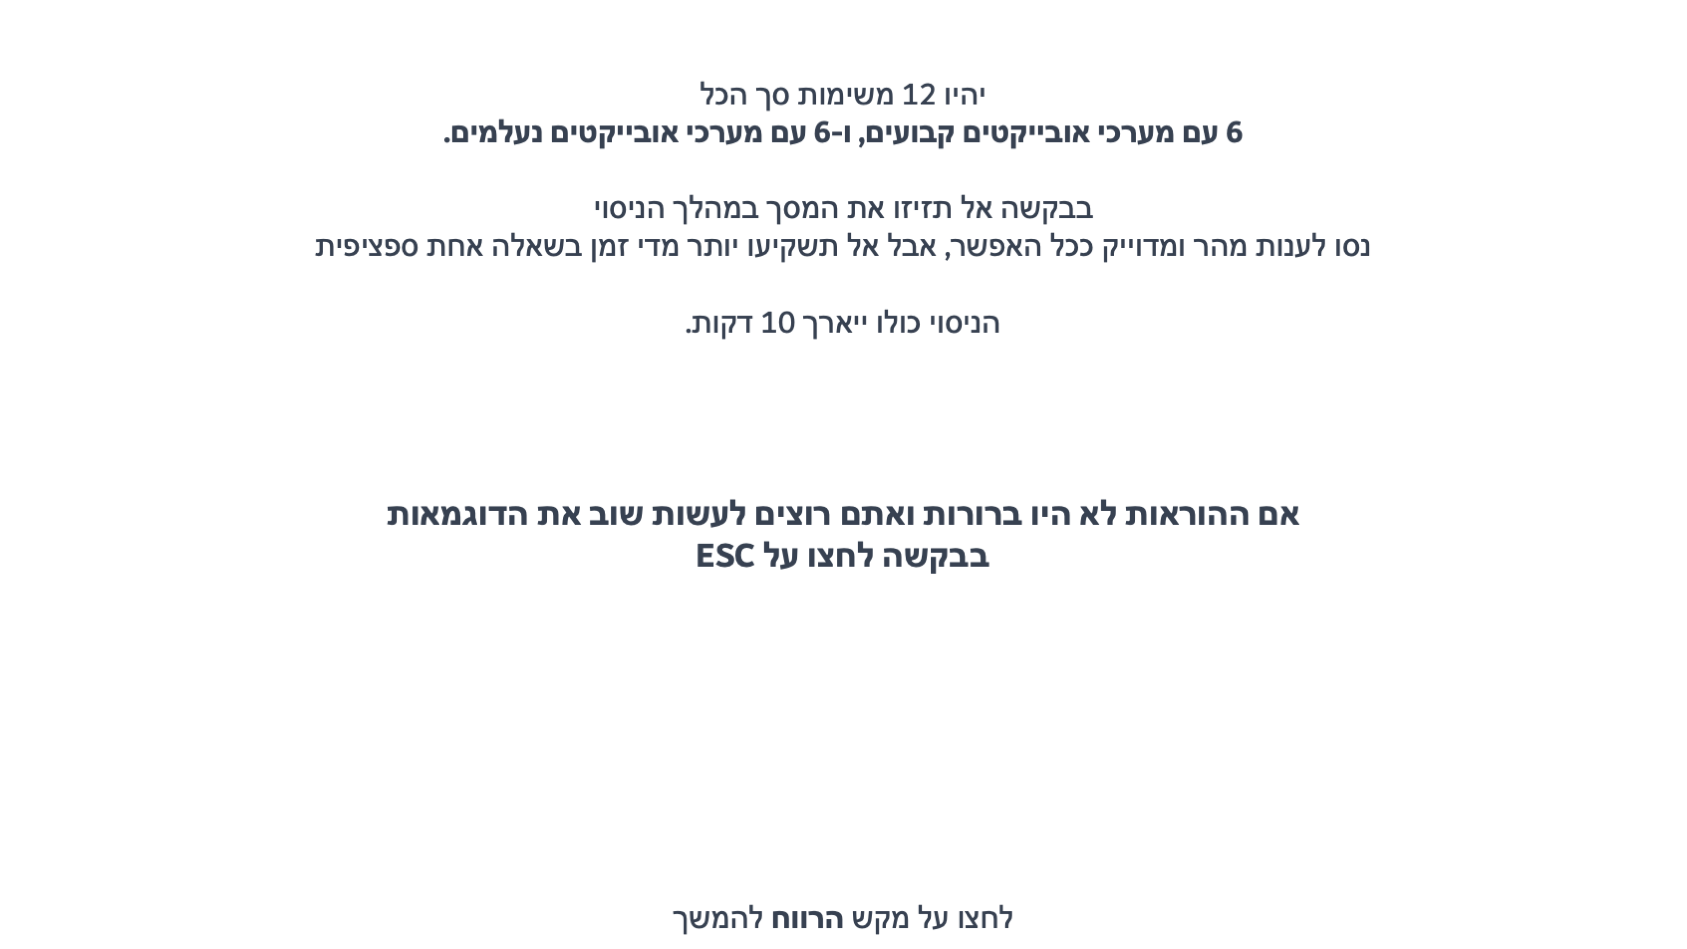 יהיו 12 משימות סך הכל
6 עם מערכי אובייקטים קבועים, ו-6 עם מערכי אובייקטים נעלמים.
בבקשה אל תזיזו את המסך במהלך הניסוי
נסו לענות מהר ומדוייק ככל האפשר, אבל אל תשקיעו יותר מדי זמן בשאלה אחת ספציפית
הניסוי כולו ייארך 10 דקות.
אם ההוראות לא היו ברורות ואתם רוצים לעשות שוב את הדוגמאות
בבקשה לחצו על ESC
לחצו על מקש הרווח להמשך